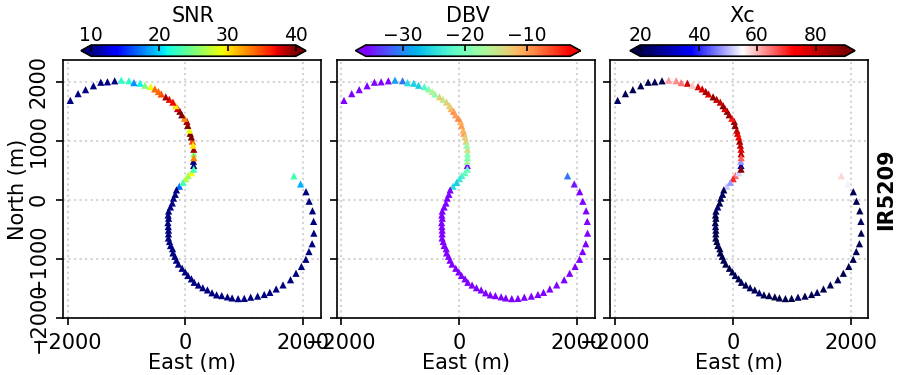 SNR DBV Xc
10 20 30 40 −30 −20 −10 20 40 60 80
2000
1000
0
−1000
−2000
North (m)
IR5209
−2000 0 2000 −2000 0 2000 −2000 0 2000
East (m) East (m) East (m)